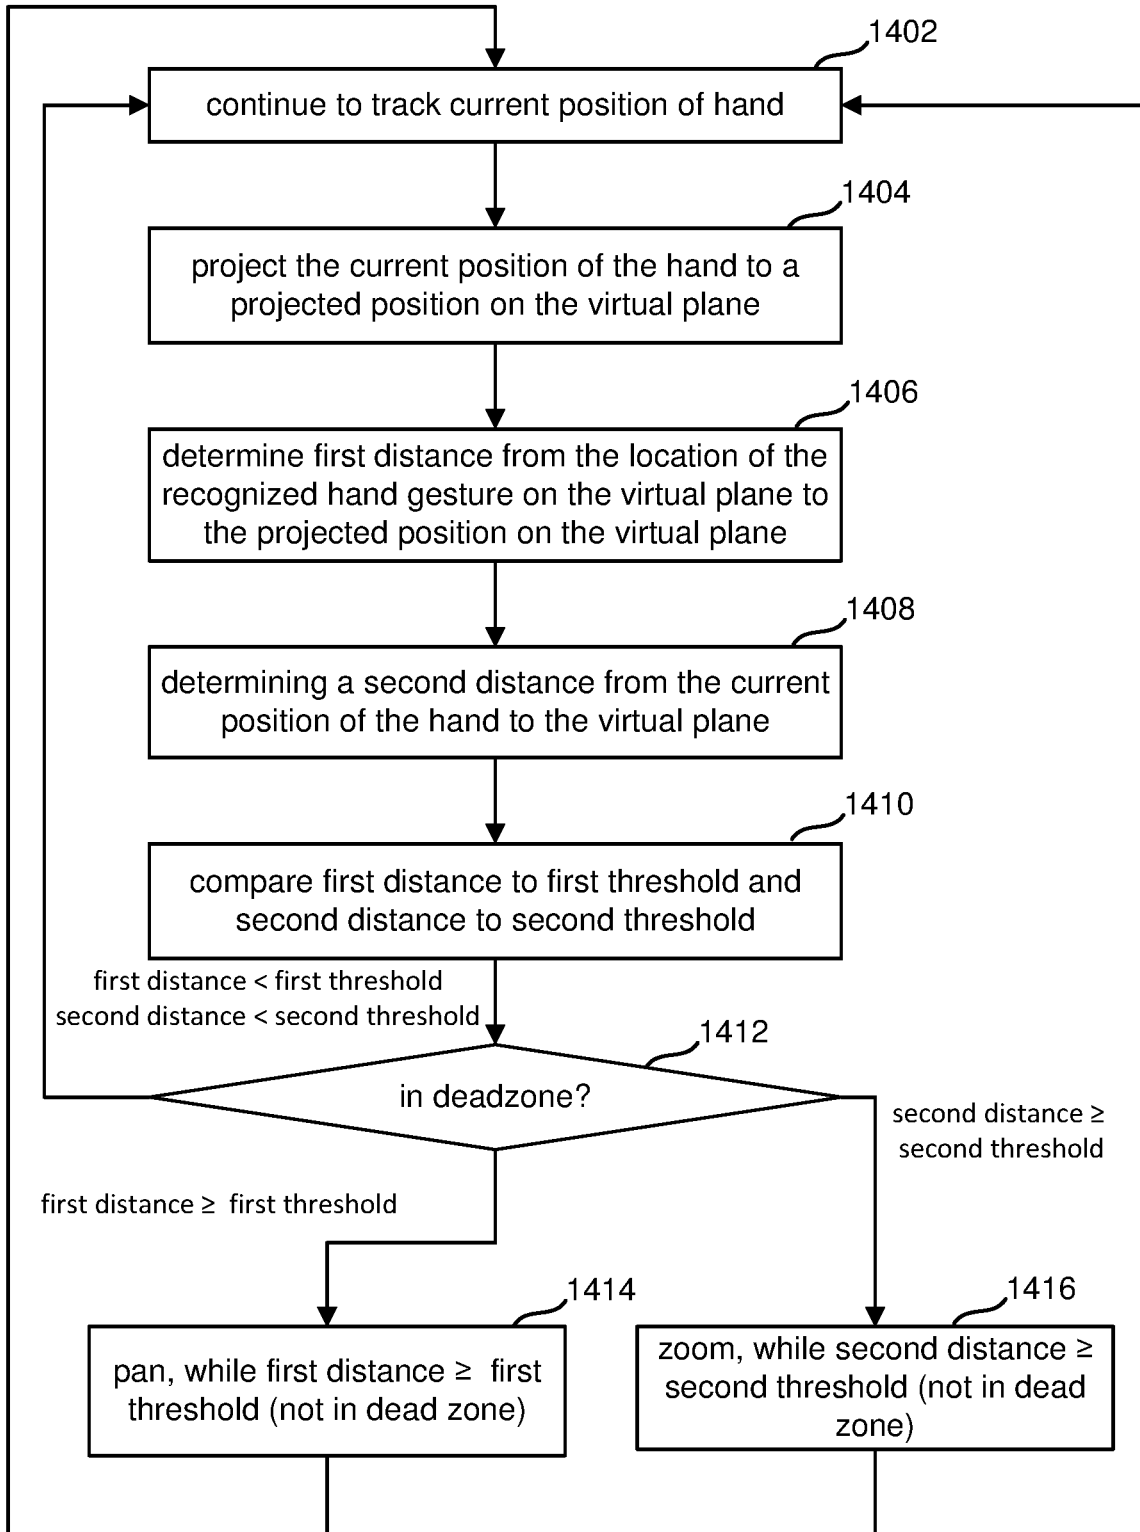 1402
continue to track current position of hand
1404
project the current position of the hand to a
projected position on the virtual plane
1406
determine first distance from the location of the
recognized hand gesture on the virtual plane to
the projected position on the virtual plane
1408
determining a second distance from the current
position of the hand to the virtual plane
1410
compare first distance to first threshold and
second distance to second threshold
first distance < first threshold
second distance < second threshold
1412
in deadzone?
second distance ≥
second threshold
first distance ≥ first threshold
1414
pan, while first distance ≥ first
threshold (not in dead zone)
1416
zoom, while second distance ≥
second threshold (not in dead
zone)